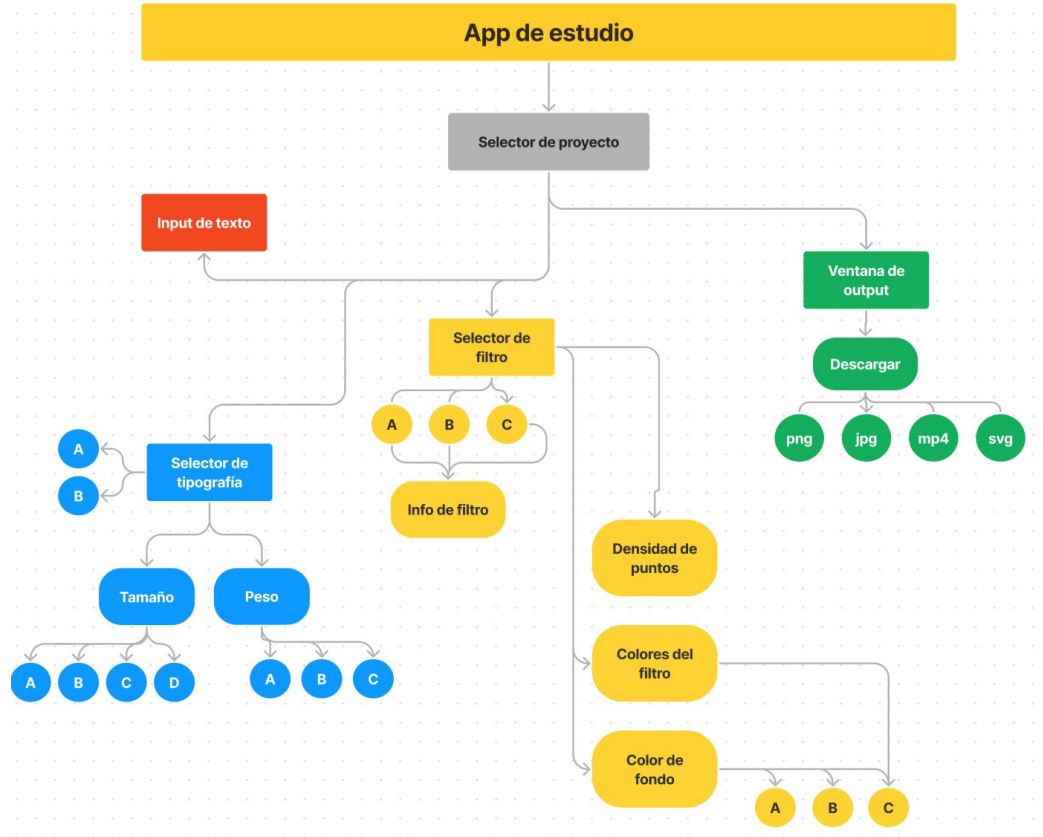 App de estudio
Selector de proyecto
Input de texto
Ventana de
output
Selector de
filtro
Descargar
A
B
C
png
jpg
mp4
svg
A
B
Selector de
tipografía
Info de filtro
Densidad de
puntos
Tamaño
Peso
Colores del
filtro
A
B
C
D
A
B
C
Color de
fondo
A
B
C